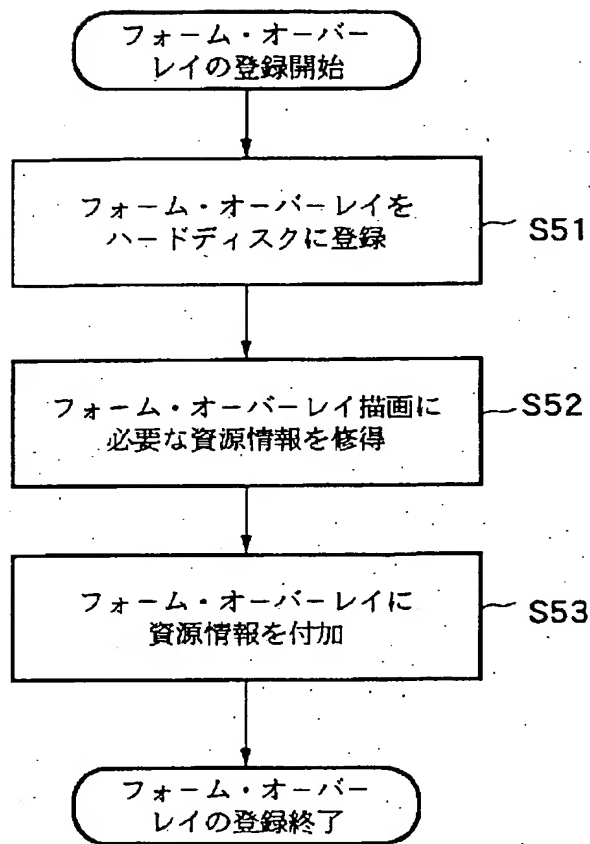 フォーム・オーバー
レイの登録開始
フォーム・オーバーレイを
ハードディスクに登録
S51
フォーム・オーバーレイ描画に
必要な資源情報を修得
S52
フォーム・オーバーレイに
資源情報を付加
S53
フォーム・オーバー
レイの登録終了